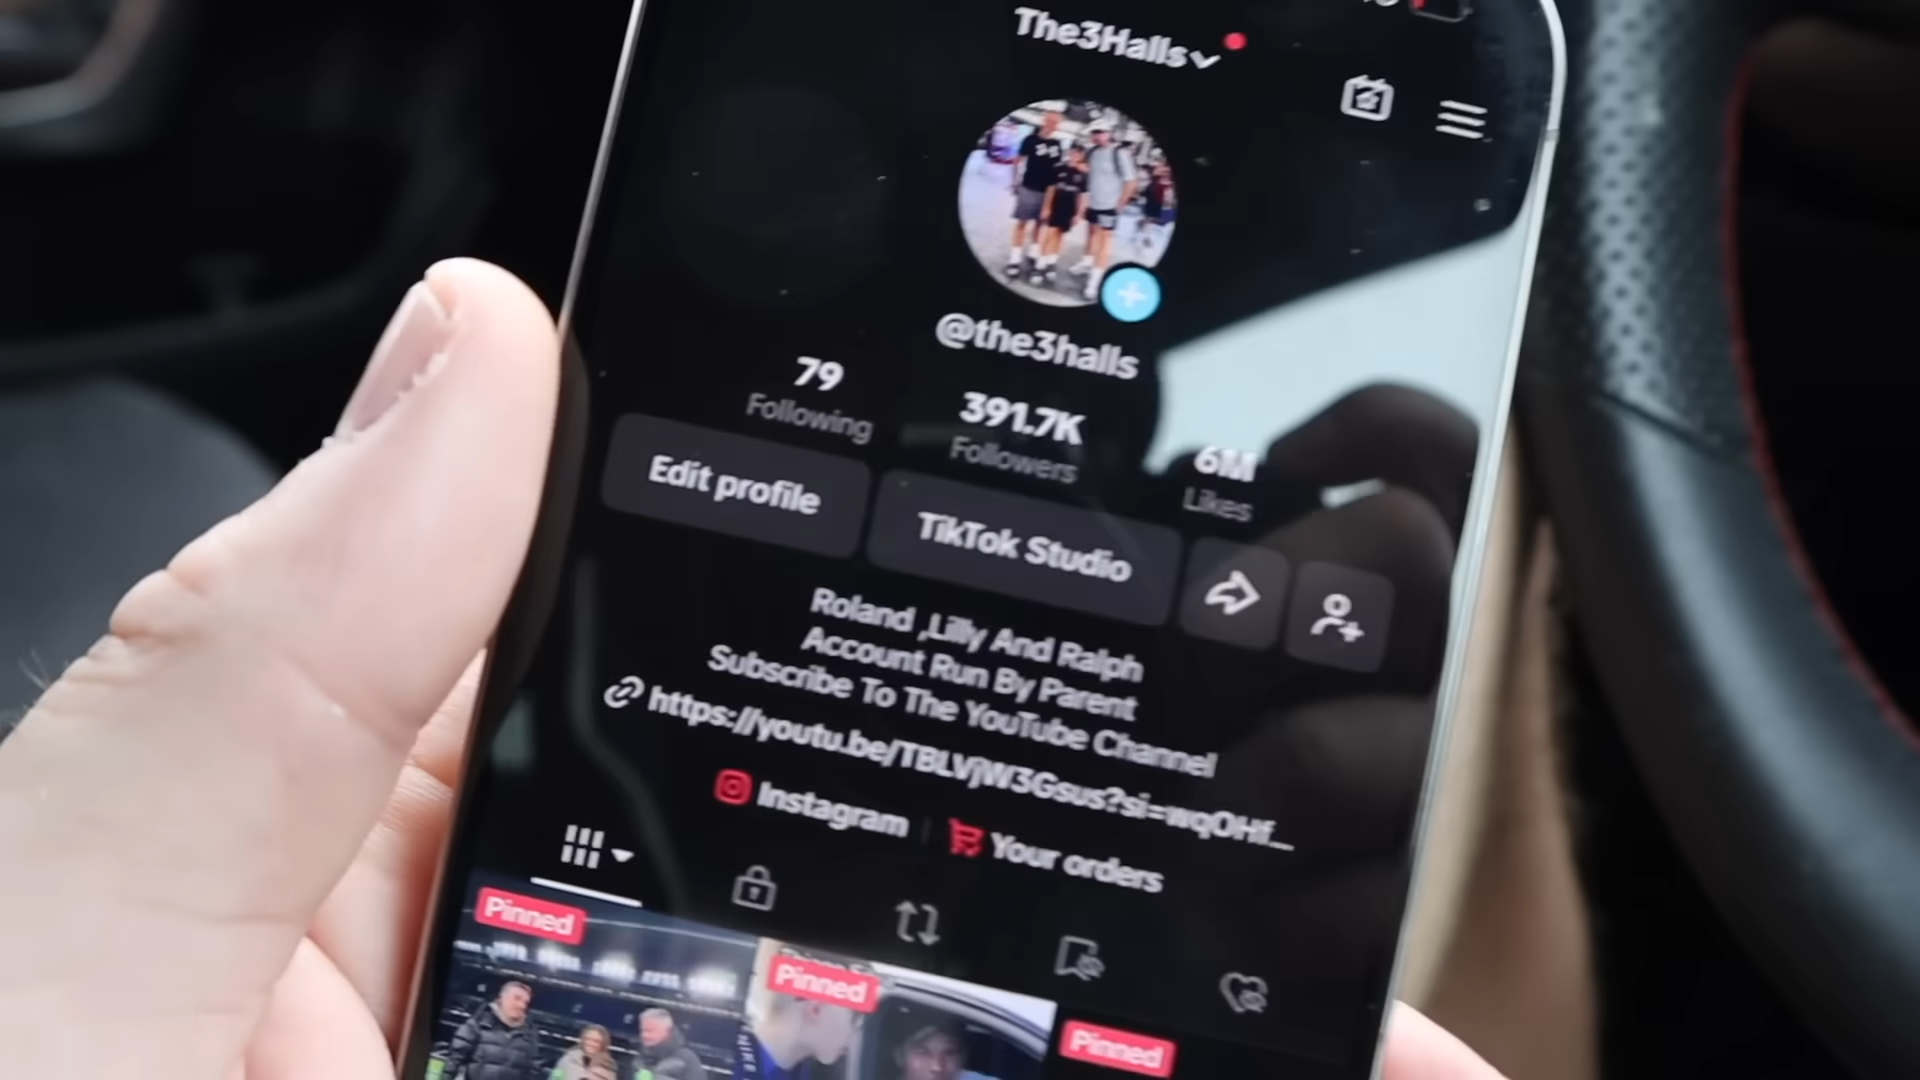 The3Halls
@the3halls
79
Following
391.7K
Followers
6M
Likes
Edit profile
TikTok Studio
Roland ,Lilly And Ralph
Account Run By Parent
Subscribe To The YouTube Channel
https://youtu.be/TBLVjW3Gsus?si=wqOHf...
Instagram
Your orders
Pinned
Pinned
Pinned